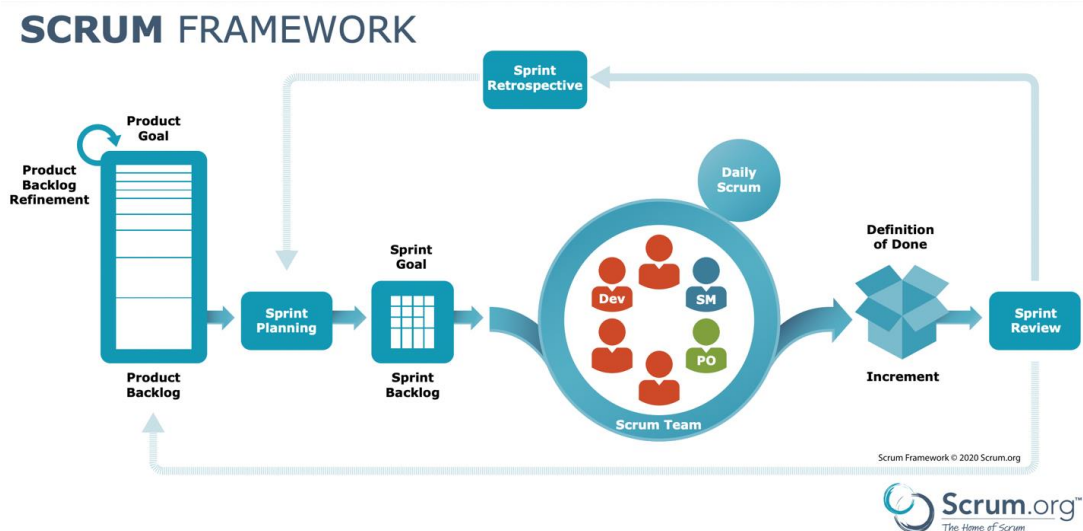 SCRUM FRAMEWORK
Sprint
Retrospective
Product
Goal
Product
Backlog
Refinement
Daily
Scrum
Sprint
Goal
Definition
of Done
Dev
SM
Sprint
Planning
Sprint
Review
PO
Product
Backlog
Sprint
Backlog
Increment
Scrum Team
Scrum Framework © 2020 Scrum.org
Scrum.org™
The Home of Scrum